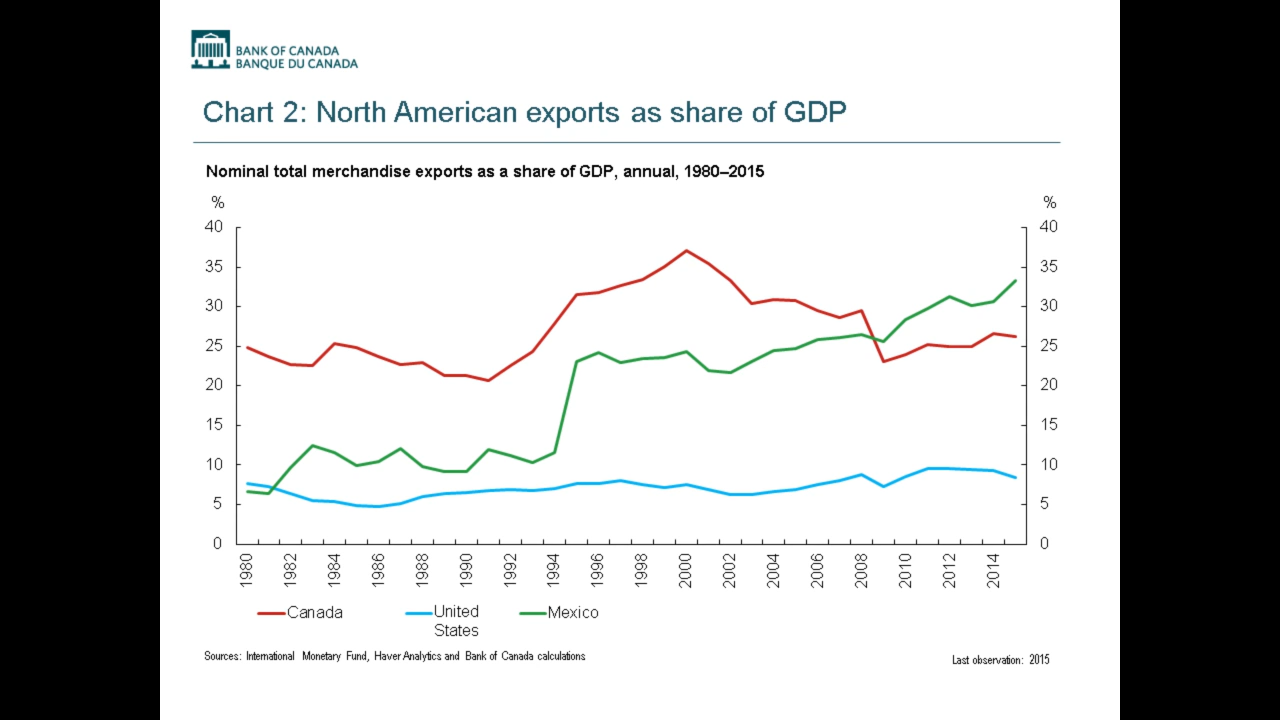 BANK OF CANADA
BANQUE DU CANADA
Chart 2: North American exports as share of GDP
Nominal total merchandise exports as a share of GDP, annual, 1980–2015
% %
40 40
35 35
30 30
25 25
20 20
15 15
10 10
5 5
0 0
1980 1982 1984 1986 1988 1990 1992 1994 1996 1998 2000 2002 2004 2006 2008 2010 2012 2014
Canada United States Mexico
Sources: International Monetary Fund, Haver Analytics and Bank of Canada calculations
Last observation: 2015